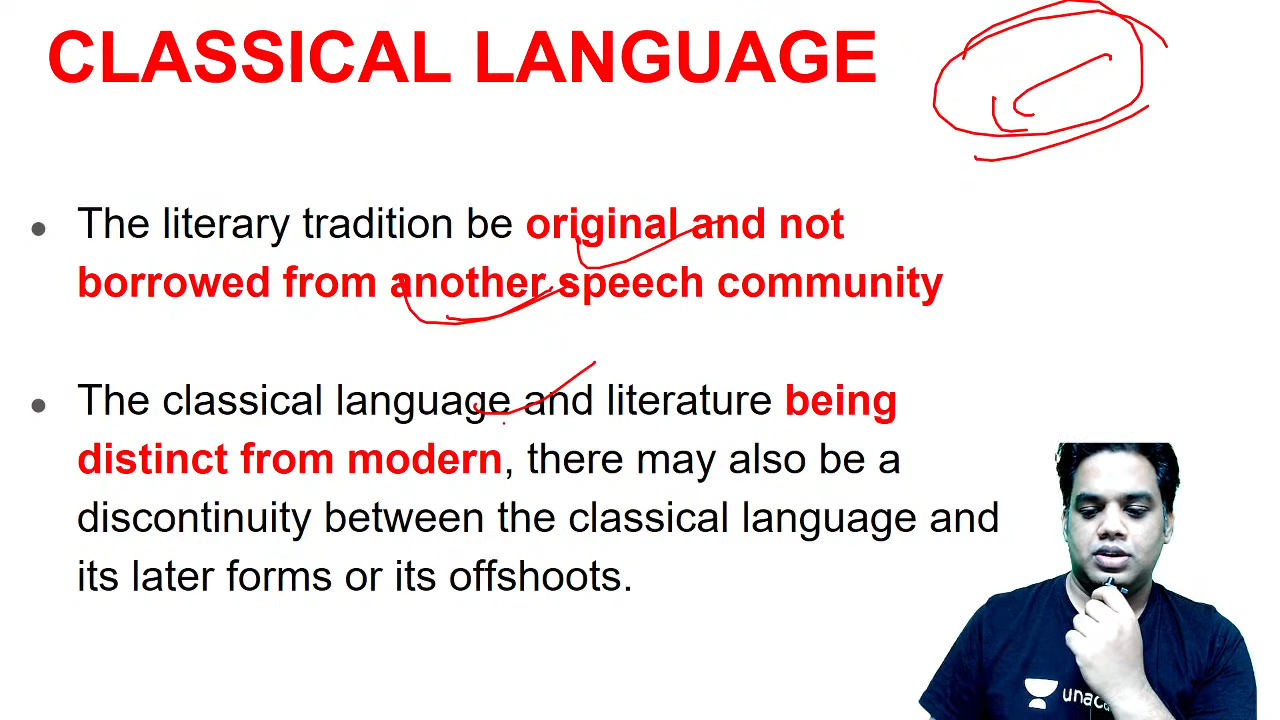 CLASSICAL LANGUAGE
The literary tradition be original and not
borrowed from another speech community
The classical language and literature being
distinct from modern, there may also be a
discontinuity between the classical language and
its later forms or its offshoots.